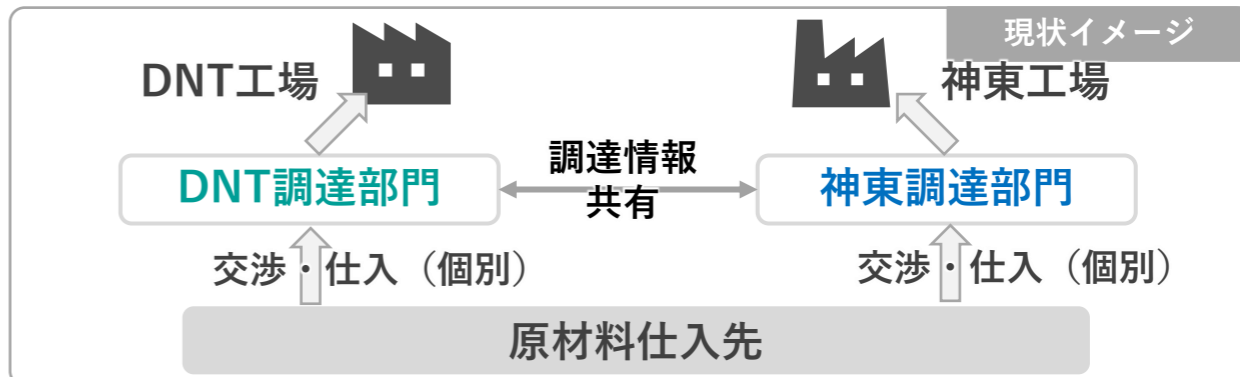 現状イメージ
DNT工場
神東工場
調達情報
共有
DNT調達部門
神東調達部門
交渉・仕入（個別）
交渉・仕入（個別）
原材料仕入先